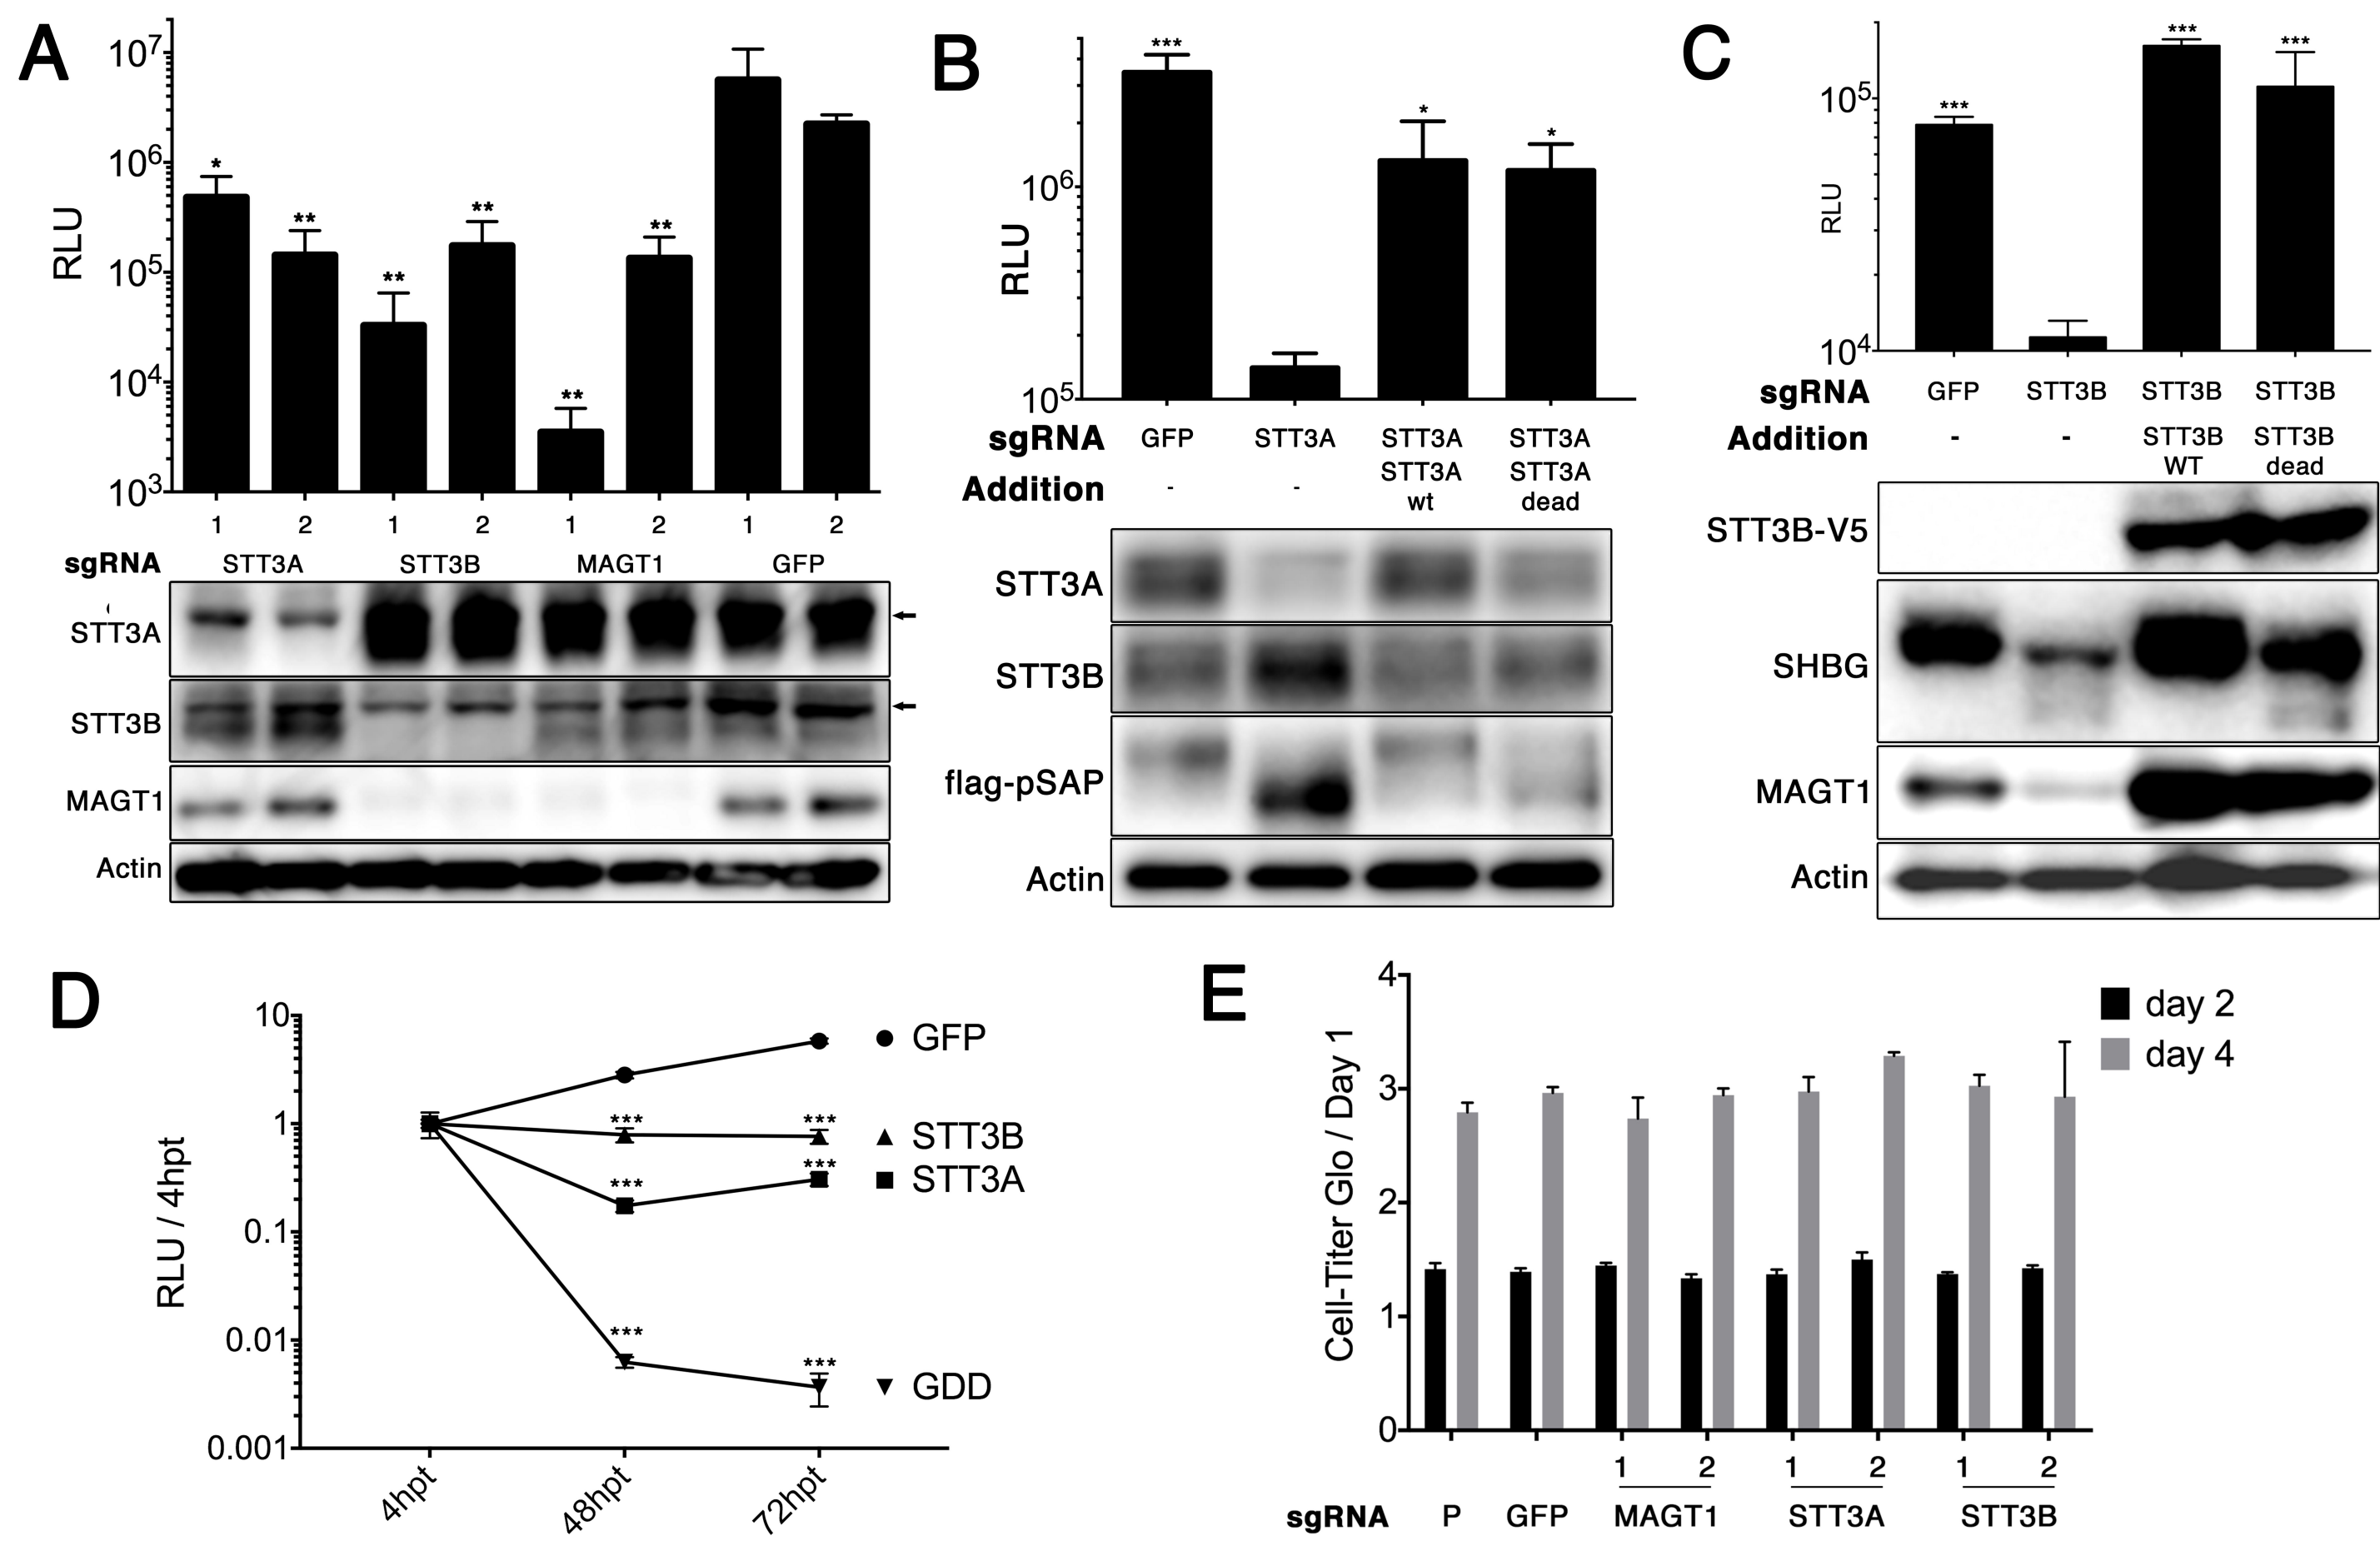 A
RLU
10^7
10^6
10^5
10^4
10^3
* ** ** ** ** **
1 2 1 2 1 2 1 2
sgRNA STT3A STT3B MAGT1 GFP
STT3A
STT3B
MAGT1
Actin
B
RLU
10^6
10^5
*** * *
sgRNA GFP STT3A STT3A STT3A
Addition - - STT3A STT3A
wt dead
STT3A
STT3B
flag-pSAP
Actin
C
RLU
10^5
10^4
*** *** ***
sgRNA GFP STT3B STT3B STT3B
Addition - - STT3B STT3B
WT dead
STT3B-V5
SHBG
MAGT1
Actin
D
RLU / 4hpt
10
1
0.1
0.01
0.001
*** ***
*** ***
*** ***
GFP
STT3B
STT3A
GDD
4hpt 48hpt 72hpt
E
Cell-Titer Glo / Day 1
4
3
2
1
0
day 2
day 4
1 2 1 2 1 2
sgRNA P GFP MAGT1 STT3A STT3B